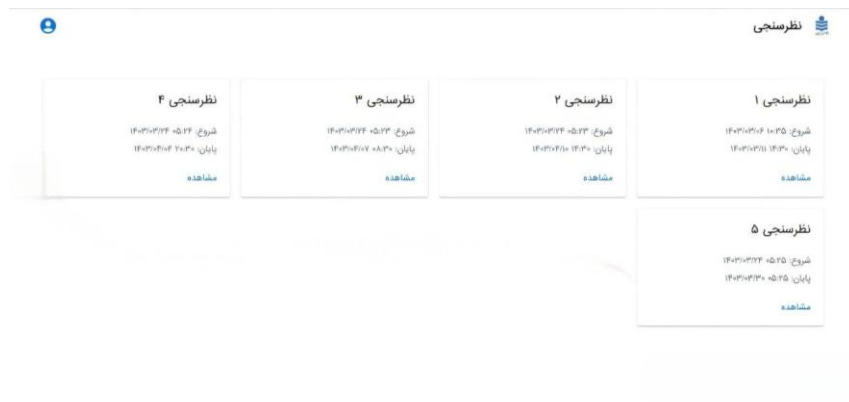 نظرسنجی
نظرسنجی ۱
شروع: ۱۰:۳۵ ۱۴۰۳/۰۳/۰۶
پایان: ۱۴:۳۰ ۱۴۰۳/۰۳/۱۱
مشاهده
نظرسنجی ۲
شروع: ۰۵:۲۳ ۱۴۰۳/۰۳/۲۴
پایان: ۱۴:۳۰ ۱۴۰۳/۰۴/۱۰
مشاهده
نظرسنجی ۳
شروع: ۰۵:۲۳ ۱۴۰۳/۰۳/۲۴
پایان: ۰۸:۳۰ ۱۴۰۳/۰۴/۰۷
مشاهده
نظرسنجی ۴
شروع: ۰۵:۲۴ ۱۴۰۳/۰۳/۲۴
پایان: ۲۰:۳۰ ۱۴۰۳/۰۴/۰۴
مشاهده
نظرسنجی ۵
شروع: ۰۵:۲۵ ۱۴۰۳/۰۳/۲۴
پایان: ۰۵:۲۵ ۱۴۰۳/۰۳/۳۰
مشاهده